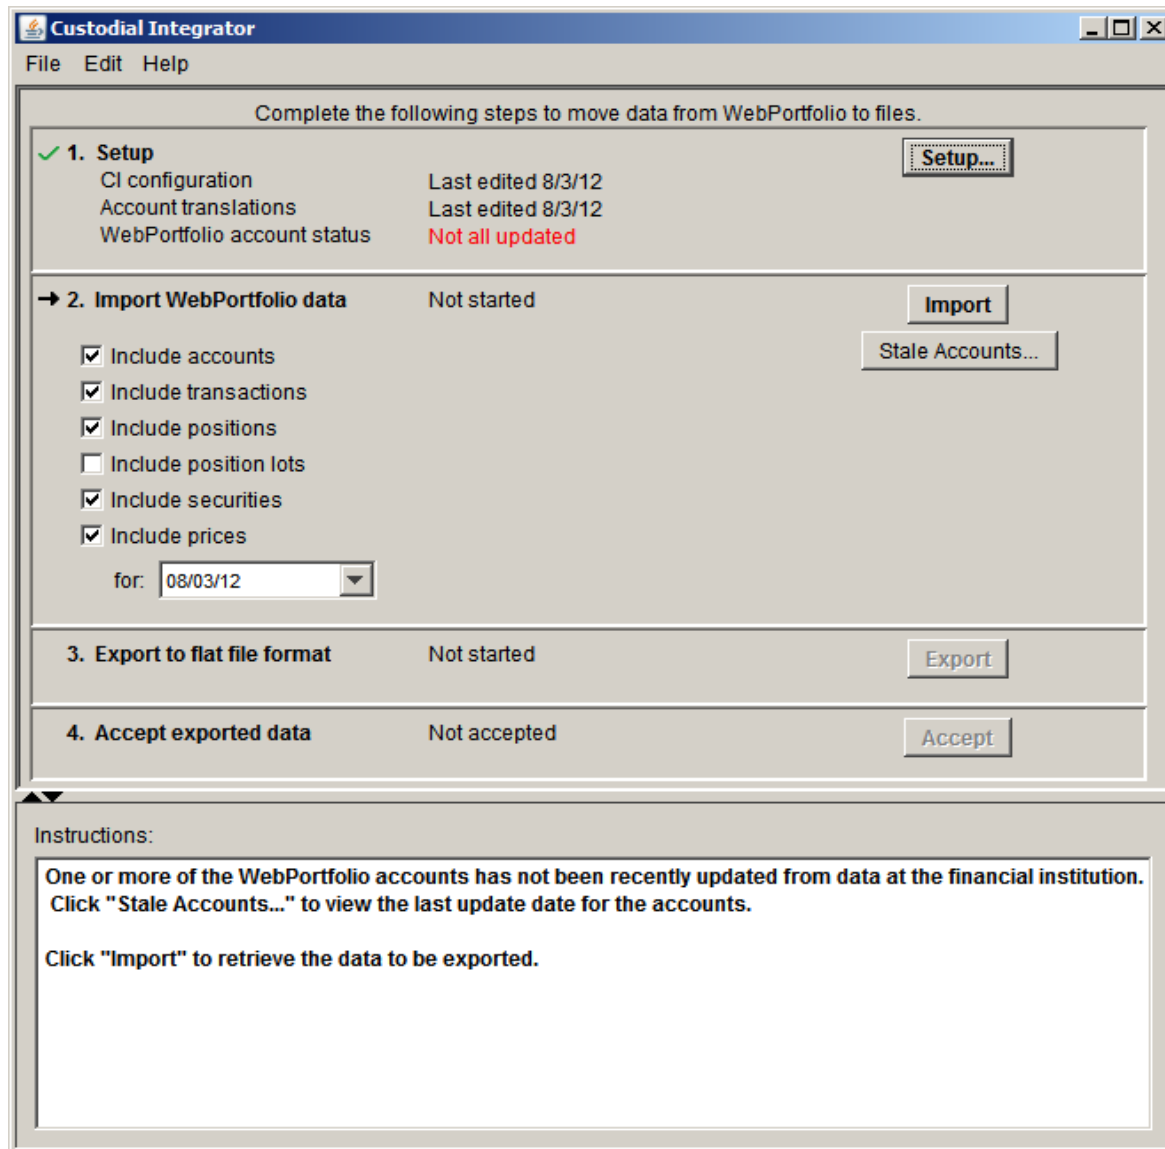 Custodial Integrator
File Edit Help
Complete the following steps to move data from WebPortfolio to files.
1. Setup
Setup...
CI configuration Last edited 8/3/12
Account translations Last edited 8/3/12
WebPortfolio account status Not all updated
2. Import WebPortfolio data Not started Import
Stale Accounts...
Include accounts
Include transactions
Include positions
Include position lots
Include securities
Include prices
for: 08/03/12
3. Export to flat file format Not started Export
4. Accept exported data Not accepted Accept
Instructions:
One or more of the WebPortfolio accounts has not been recently updated from data at the financial institution.
Click "Stale Accounts..." to view the last update date for the accounts.
Click "Import" to retrieve the data to be exported.